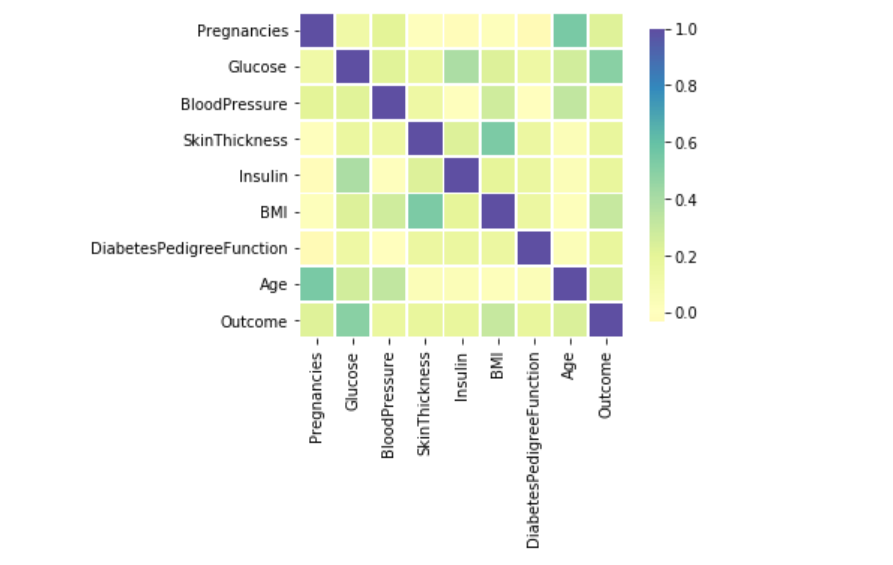 Pregnancies
Glucose
BloodPressure
SkinThickness
Insulin
BMI
DiabetesPedigreeFunction
Age
Outcome
Pregnancies
Glucose
BloodPressure
SkinThickness
Insulin
BMI
DiabetesPedigreeFunction
Age
Outcome
1.0
0.8
0.6
0.4
0.2
0.0